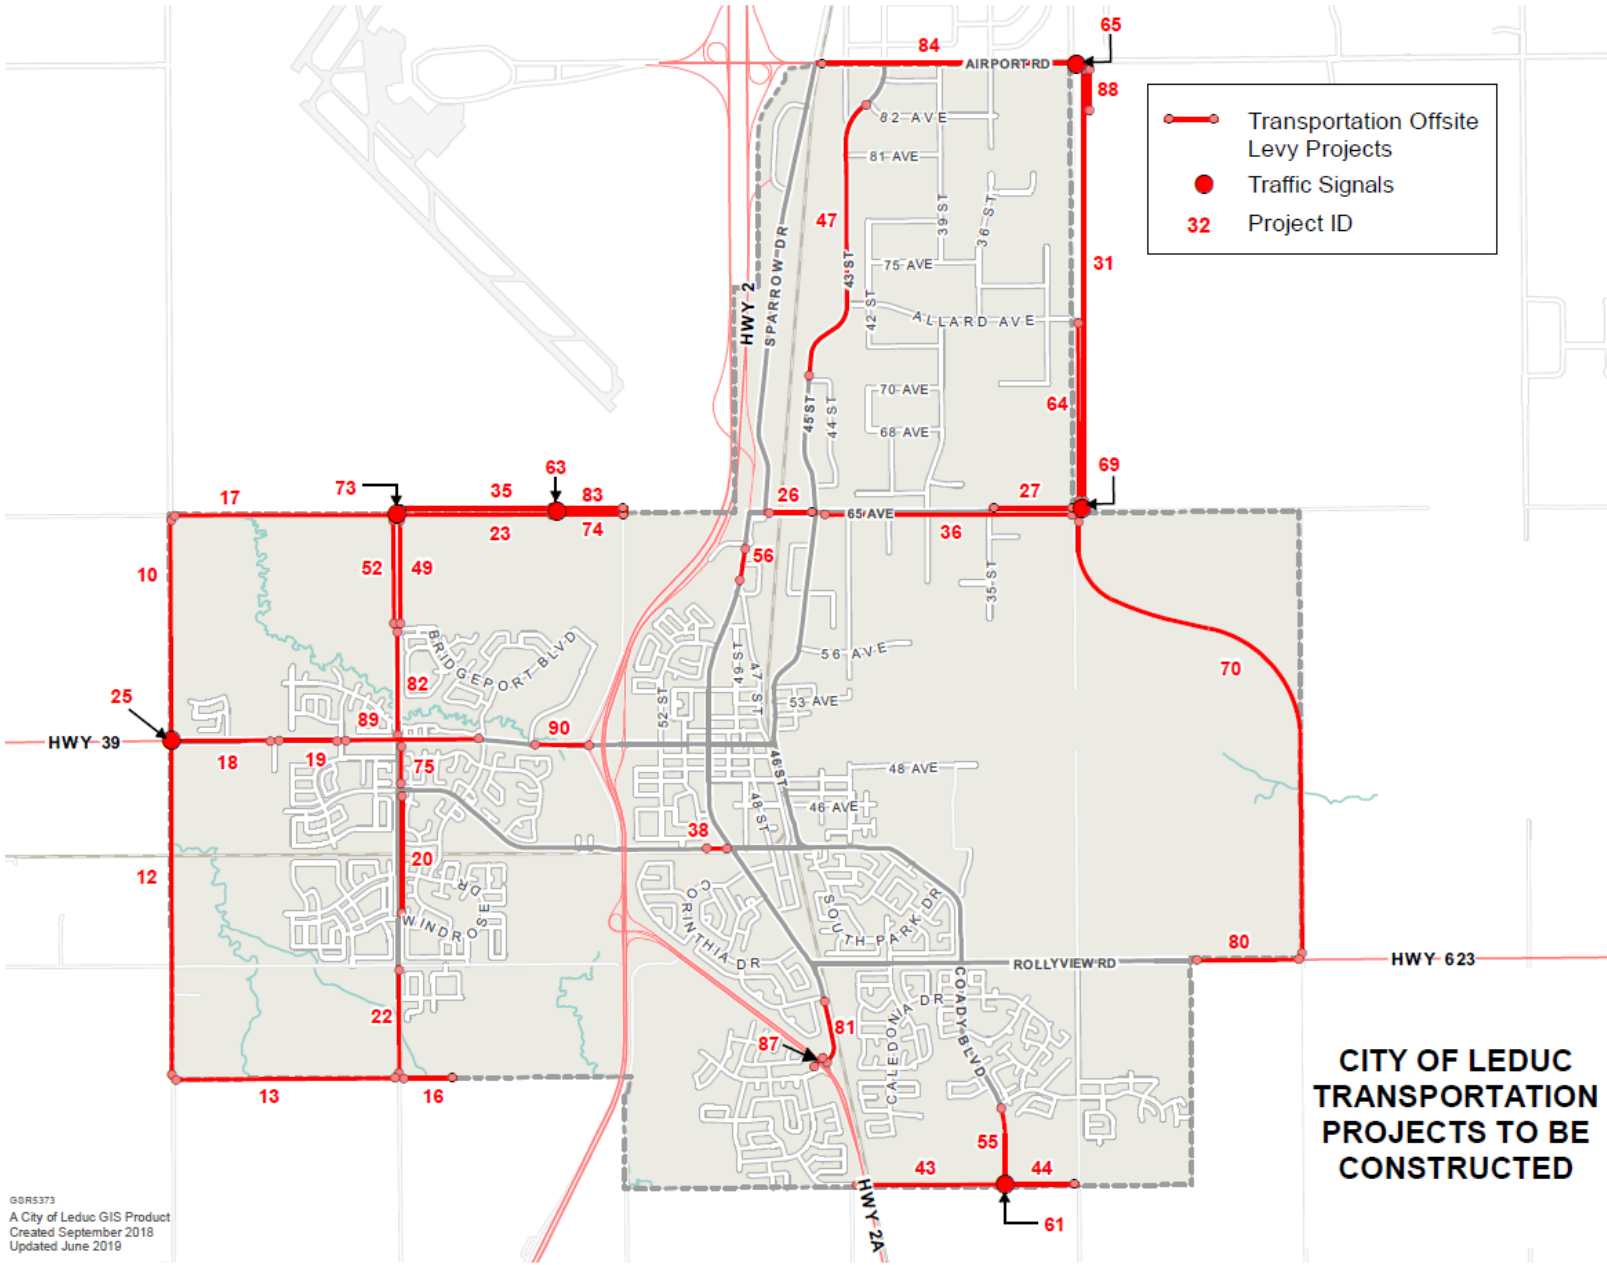 84
65
AIRPORT RD
88
82 AVE
81 AVE
Transportation Offsite
Levy Projects
Traffic Signals
32 Project ID
47
39 ST
36 ST
31
SPARROW DR
HWY 2
43 ST
75 AVE
42 ST
ALLARD AVE
70 AVE
64
45 ST
44 ST
68 AVE
73
63
69
17
35
83
26
27
65 AVE
23
74
36
56
10
52
49
35 ST
BRIDGEPORT BLVD
56 AVE
49 ST
47 ST
70
82
52 ST
53 AVE
25
89
90
HWY 39
18
19
75
46 ST
48 AVE
48 ST
46 AVE
38
20
12
WINDROSE DR
CORINTHIA DR
SOUTH PARK DR
80
ROLLYVIEW RD
HWY 623
22
COADY BLVD
CALEDONIA DR
81
87
13
16
55
43
44
61
HWY 2A
CITY OF LEDUC
TRANSPORTATION
PROJECTS TO BE
CONSTRUCTED
GSR5373
A City of Leduc GIS Product
Created September 2018
Updated June 2019